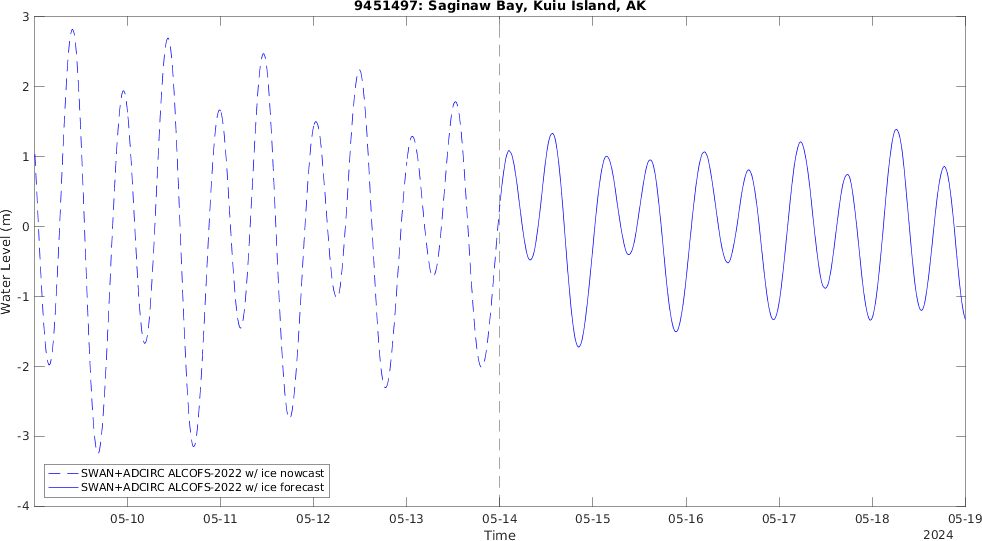 9451497: Saginaw Bay, Kuiu Island, AK
3
2
1
0
-1
-2
-3
-4
Water Level (m)
SWAN+ADCIRC ALCOFS-2022 w/ ice nowcast
SWAN+ADCIRC ALCOFS-2022 w/ ice forecast
05-10 05-11 05-12 05-13 05-14 05-15 05-16 05-17 05-18 05-19
Time
2024